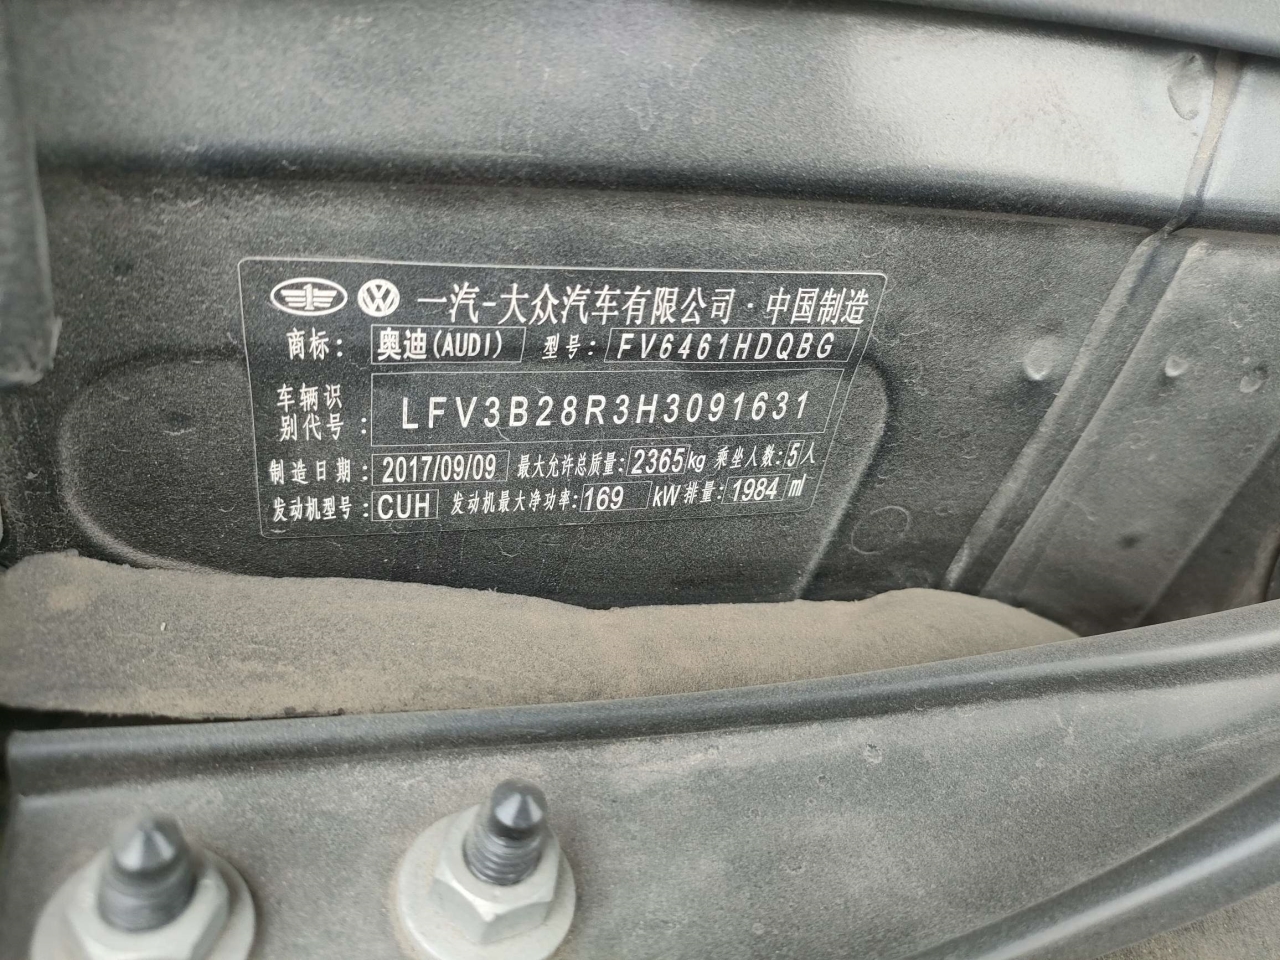 一汽-大众汽车有限公司·中国制造
商标: 奥迪(AUDI) 型号: FV6461HDQBG
车辆识别代号: LFV3B28R3H3091631
制造日期: 2017/09/09 最大允许总质量: 2365kg 乘坐人数: 5人
发动机型号: CUH 发动机最大净功率: 169 kW 排量: 1984 ml